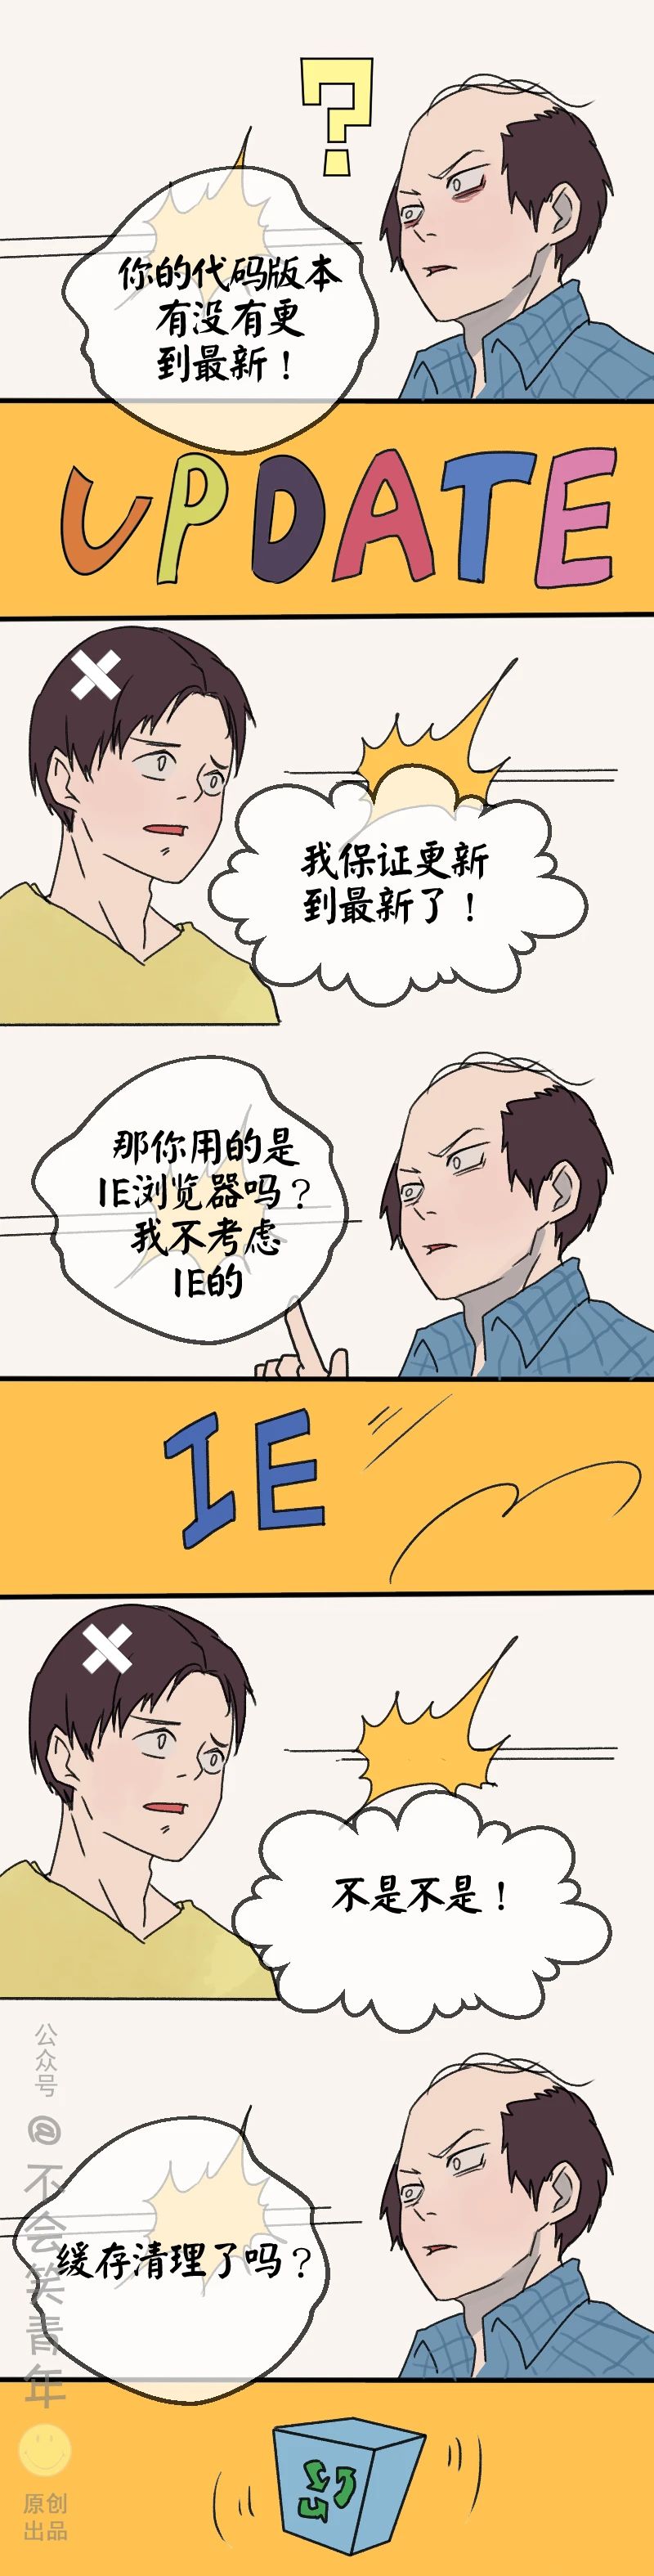 ?
你的代码版本
有没有更
到最新！
UPDATE
我保证更新
到最新了！
那你用的是
IE浏览器吗？
我不考虑
IE的
IE
不是不是！
缓存清理了吗？
公众号
@不会笑青年
原创
出品